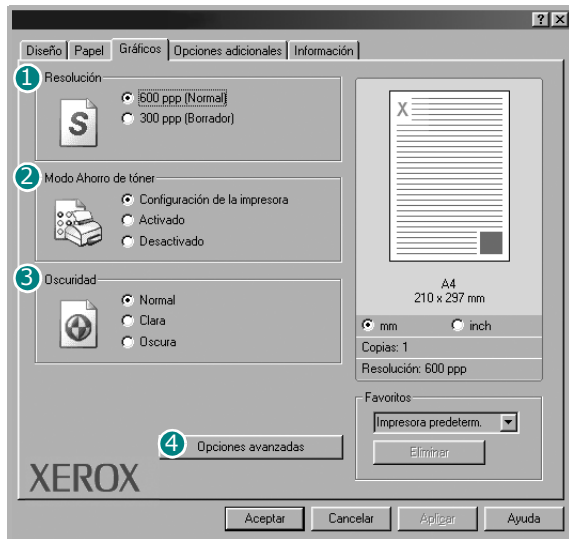 Diseño Papel Gráficos Opciones adicionales Información
1 Resolución
S
600 ppp (Normal)
300 ppp (Borrador)
2 Modo Ahorro de tóner
Configuración de la impresora
Activado
Desactivado
3 Oscuridad
Normal
Clara
Oscura
4 Opciones avanzadas
XEROX
X
A4
210 x 297 mm
mm inch
Copias: 1
Resolución: 600 ppp
Favoritos
Impresora predeterm.
Eliminar
Aceptar Cancelar Aplicar Ayuda